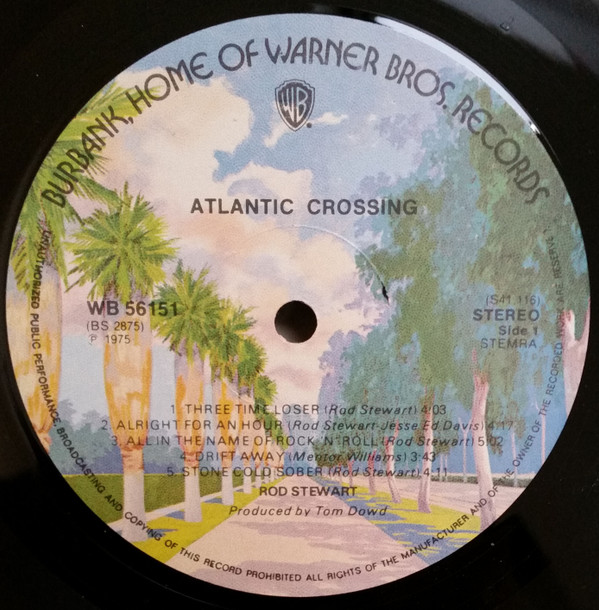 BURBANK, HOME OF WARNER BROS. RECORDS
WB
ATLANTIC CROSSING
WB 56151
(BS 2875)
℗ 1975
(S41.116)
STEREO
Side 1
STEMRA
1. THREE TIME LOSER (Rod Stewart) 4:03
2. ALRIGHT FOR AN HOUR (Rod Stewart-Jesse Ed Davis) 4:17
3. ALL IN THE NAME OF ROCK 'N' ROLL (Rod Stewart) 5:02
4. DRIFT AWAY (Mentor Williams) 3:43
5. STONE COLD SOBER (Rod Stewart) 4:11
ROD STEWART
Produced by Tom Dowd
UNAUTHORIZED PUBLIC PERFORMANCE, BROADCASTING AND COPYING OF THIS RECORD PROHIBITED ALL RIGHTS OF THE MANUFACTURER AND OF THE OWNER OF THE RECORDED WORK ARE RESERVE